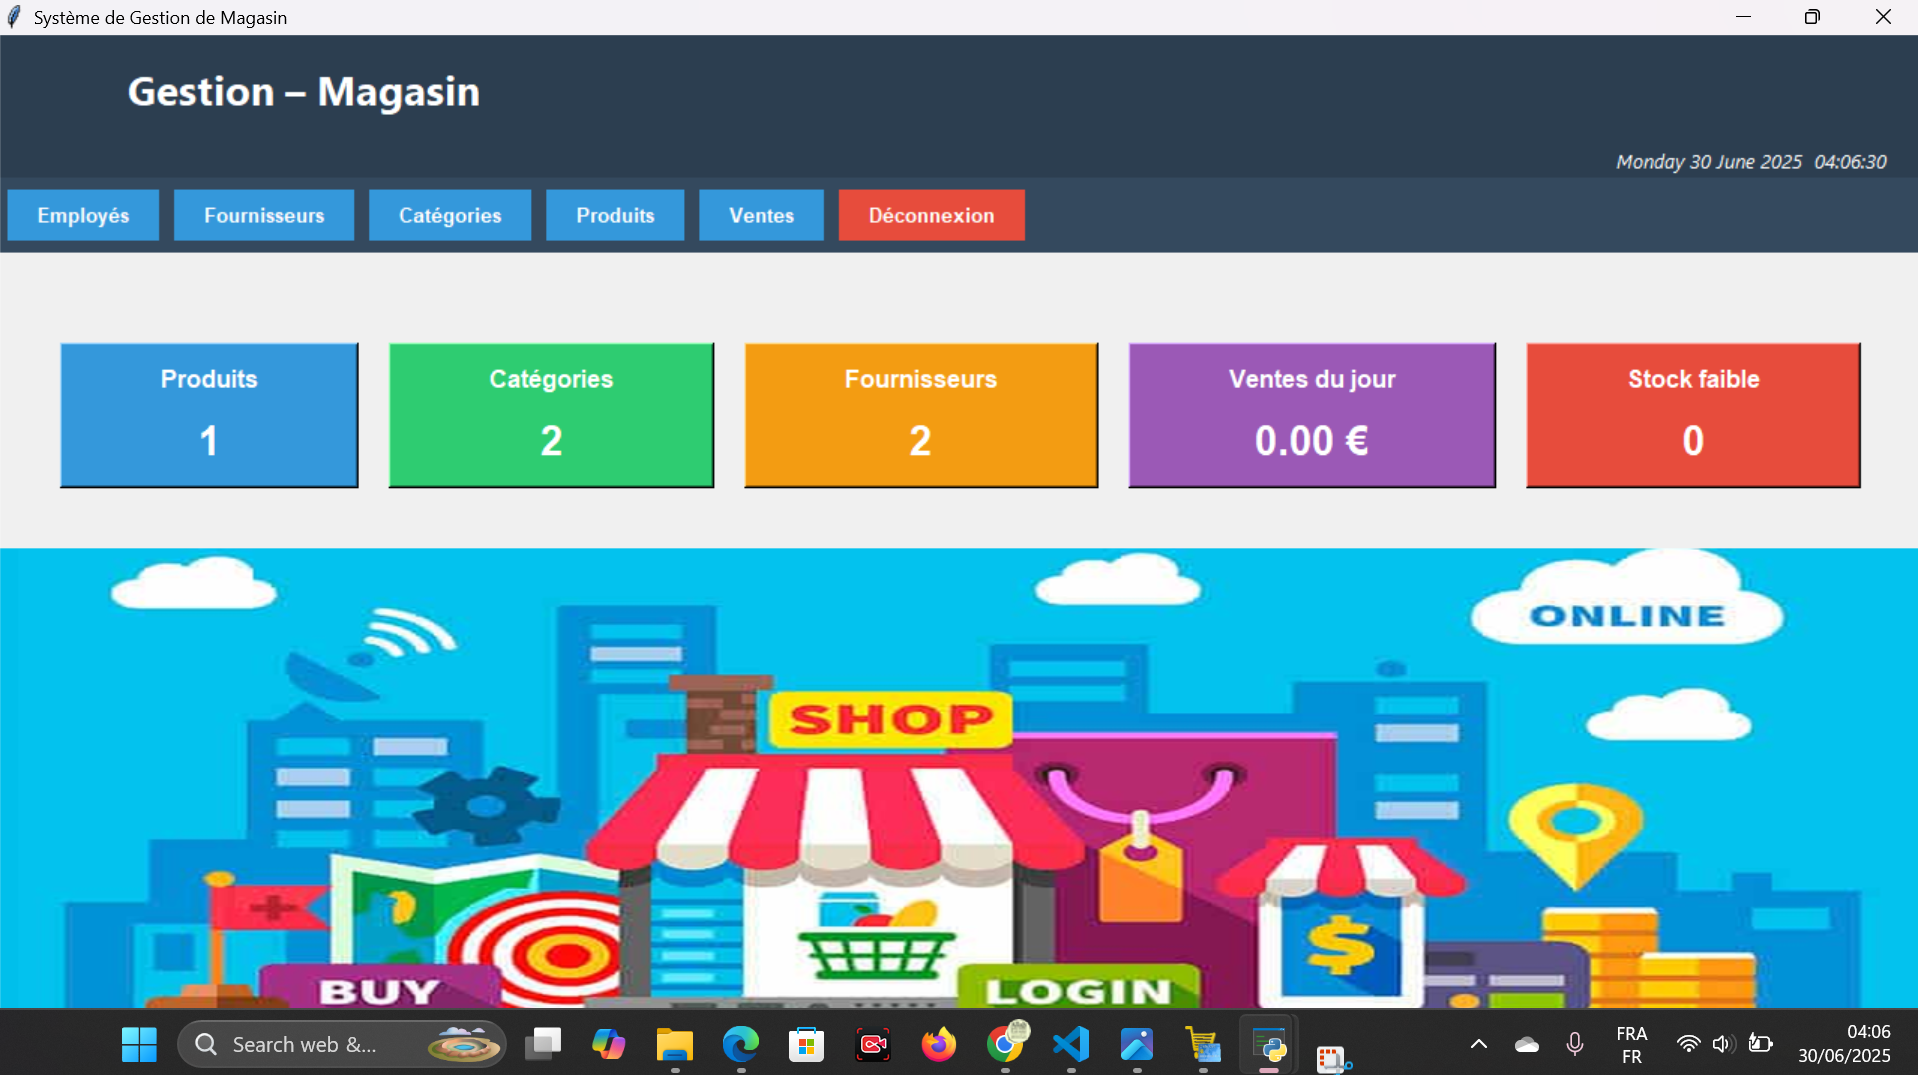 Système de Gestion de Magasin
Gestion – Magasin
Monday 30 June 2025 04:06:30
Employés Fournisseurs Catégories Produits Ventes Déconnexion
Produits
1
Catégories
2
Fournisseurs
2
Ventes du jour
0.00 €
Stock faible
0
ONLINE
SHOP
$
BUY
LOGIN
Search web &...
FRA
FR
04:06
30/06/2025